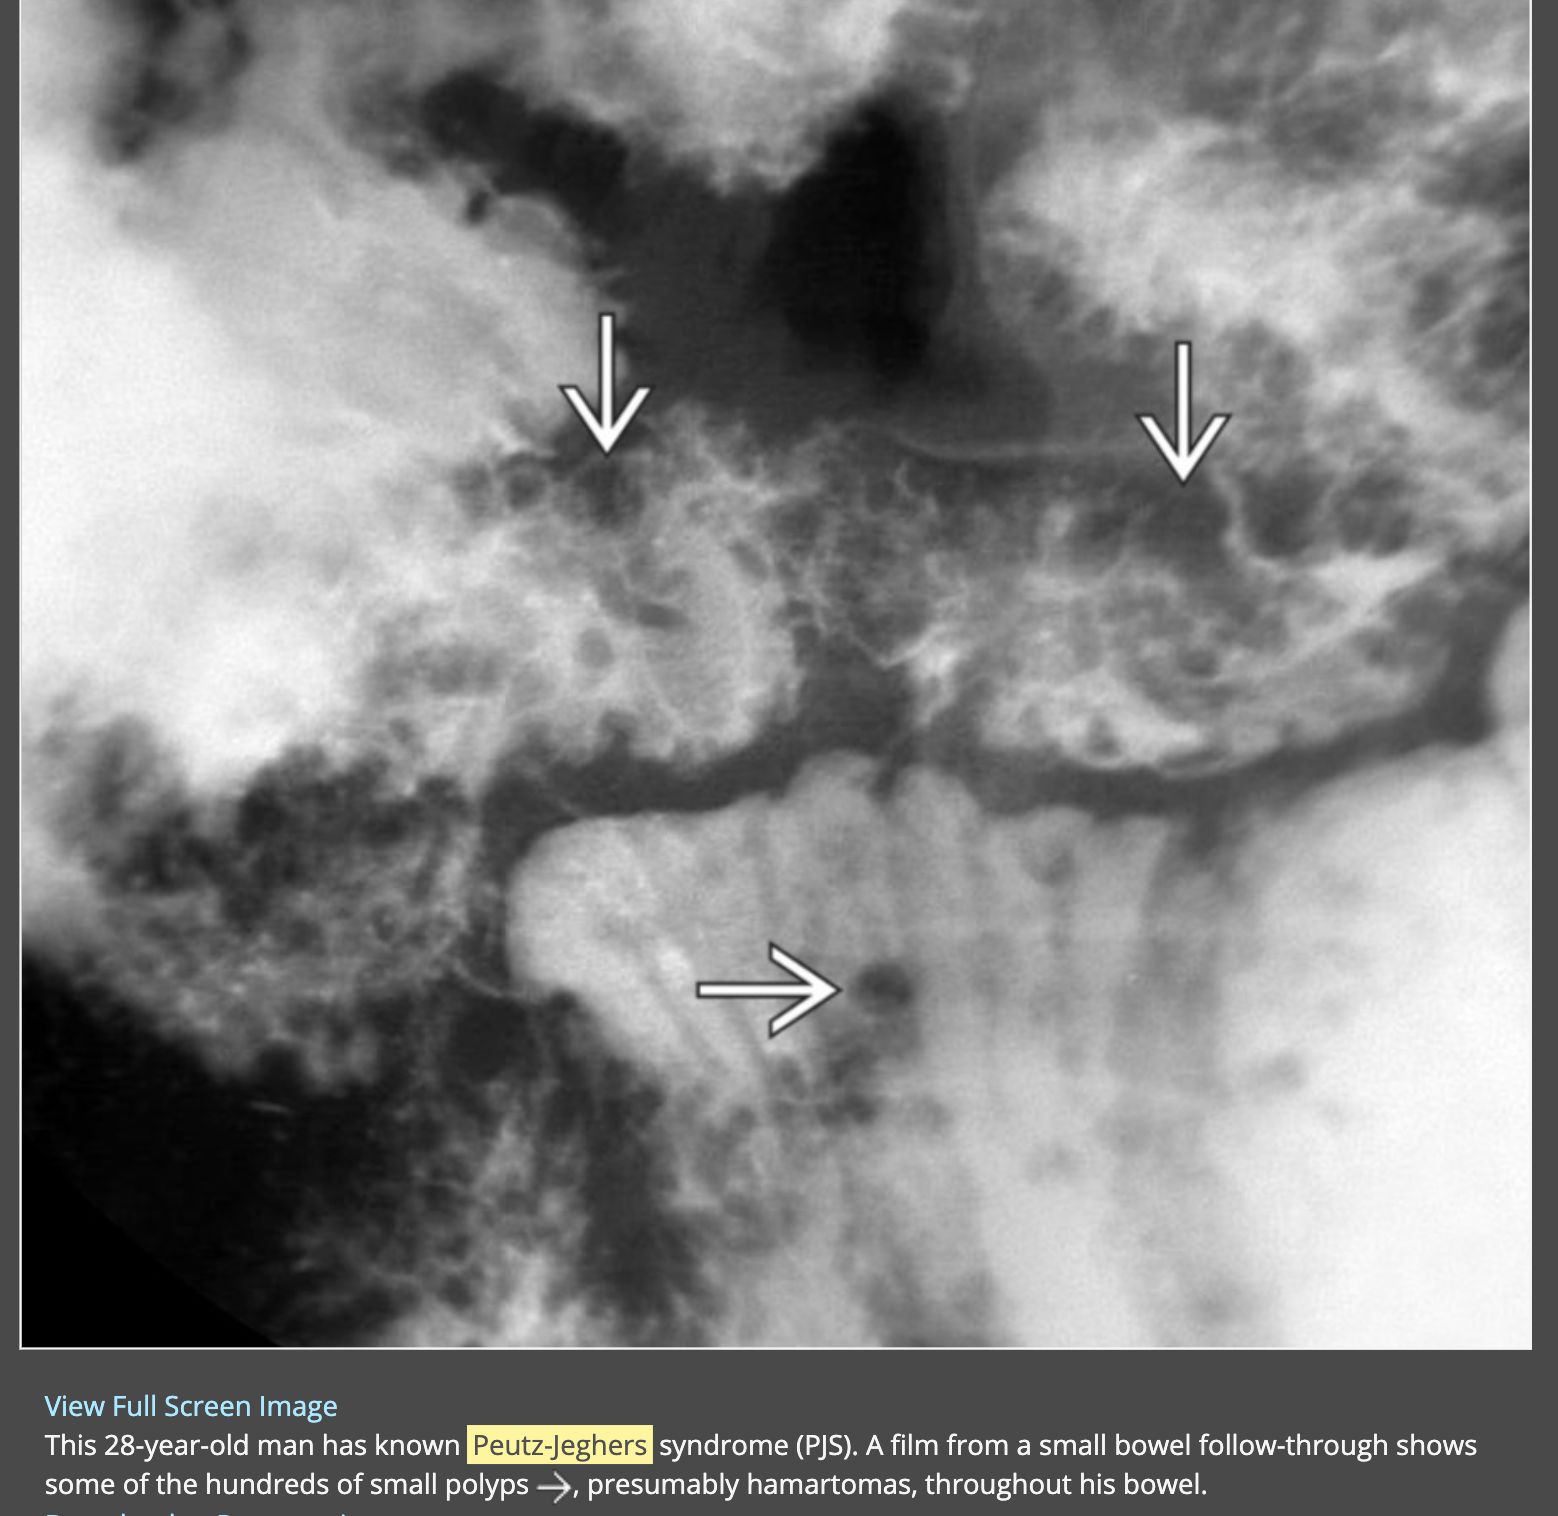 View Full Screen Image
This 28-year-old man has known Peutz-Jeghers syndrome (PJS). A film from a small bowel follow-through shows
some of the hundreds of small polyps →, presumably hamartomas, throughout his bowel.